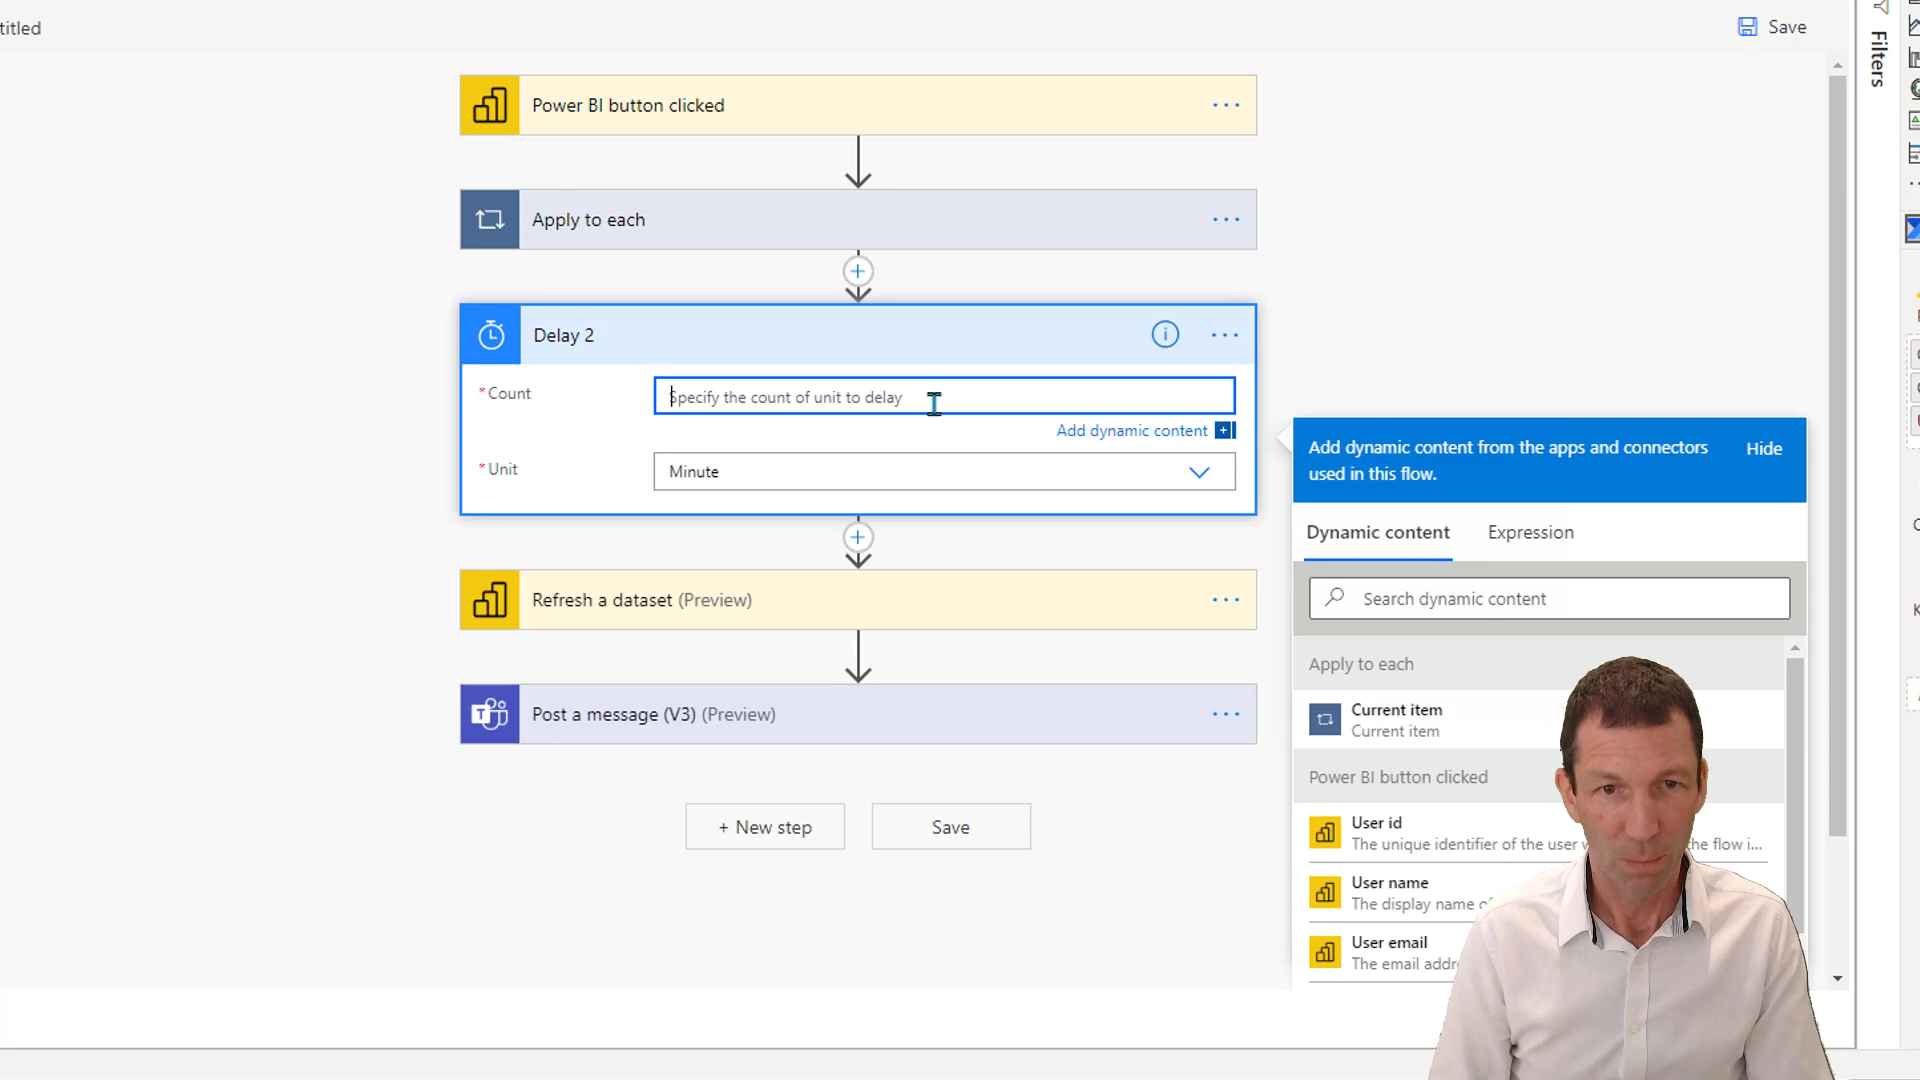 titled
Save
Filters
Power BI button clicked
Apply to each
Delay 2
*Count
Specify the count of unit to delay
Add dynamic content
*Unit
Minute
Refresh a dataset (Preview)
Post a message (V3) (Preview)
+ New step
Save
Add dynamic content from the apps and connectors
used in this flow.
Hide
Dynamic content
Expression
Search dynamic content
Apply to each
Current item
Current item
Power BI button clicked
User id
The unique identifier of the user he flow i...
User name
The display name
User email
The email addr